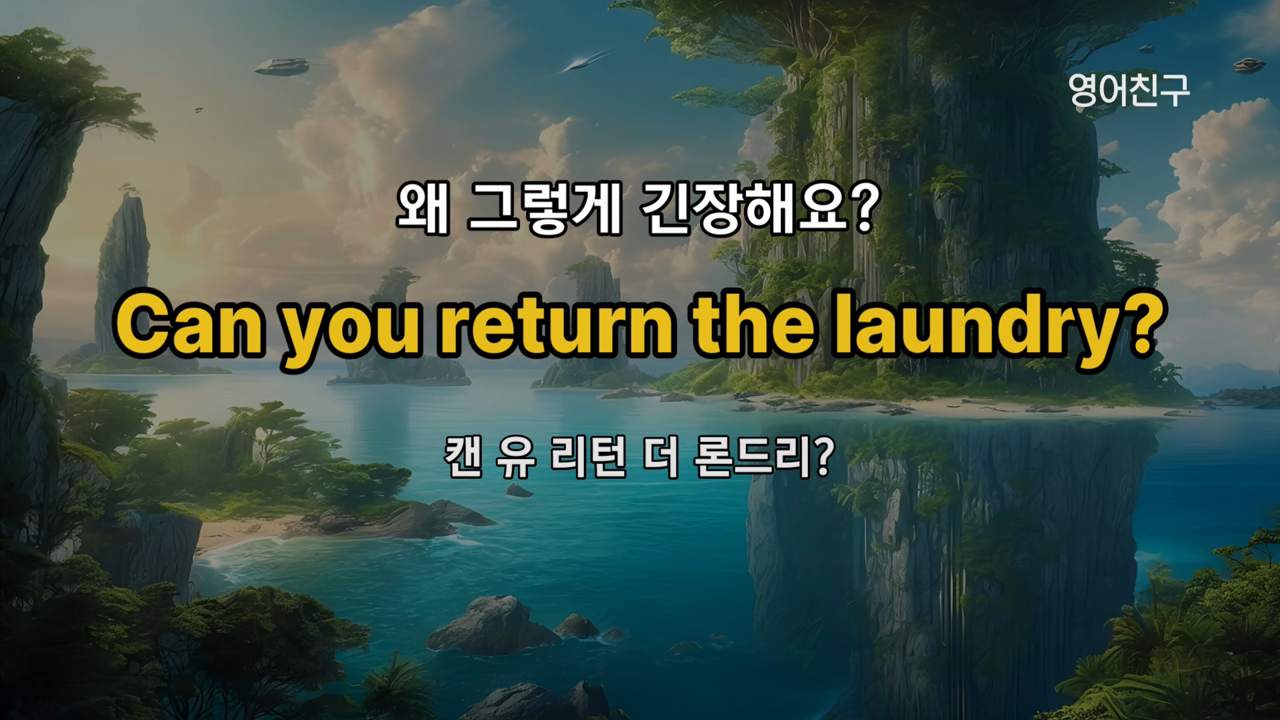 영어친구
왜 그렇게 긴장해요?
Can you return the laundry?
캔 유 리턴 더 론드리?